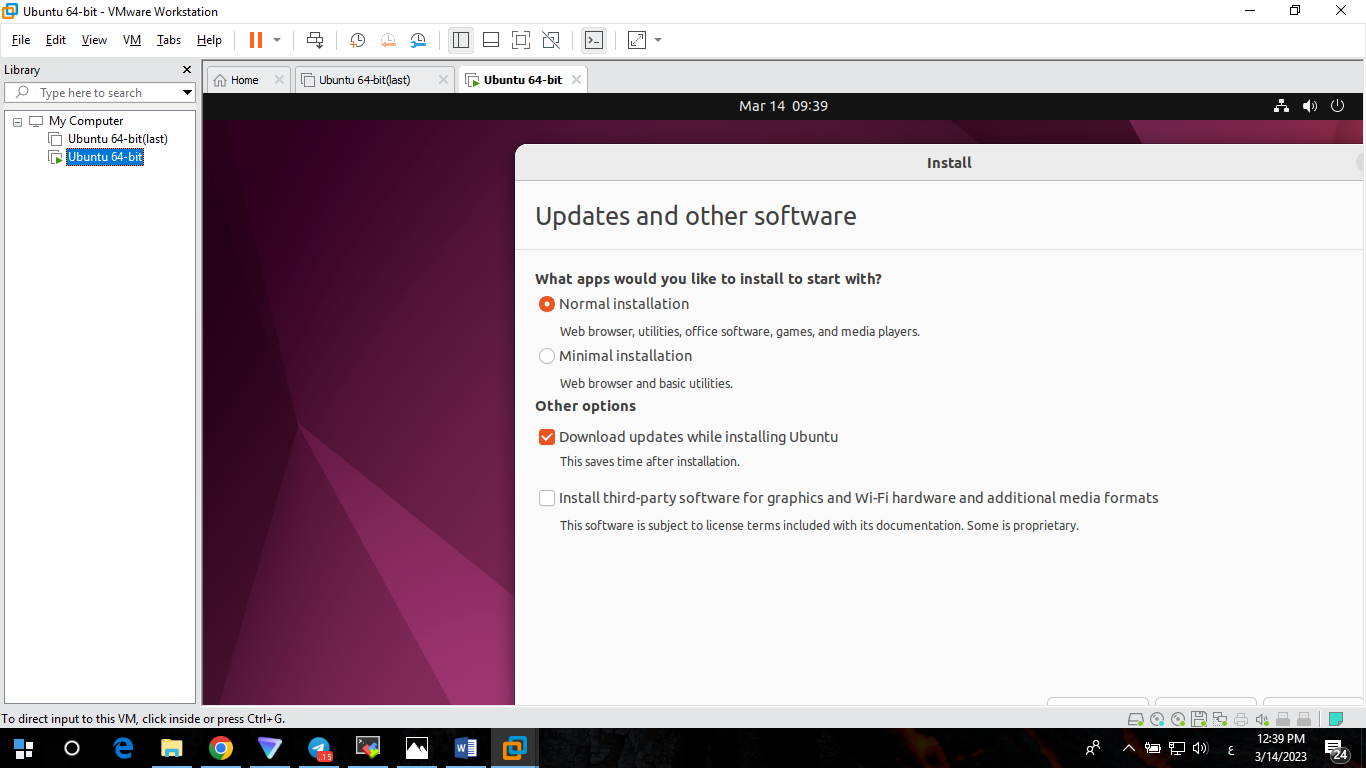 Ubuntu 64-bit - VMware Workstation
File Edit View VM Tabs Help
Library
Type here to search
My Computer
Ubuntu 64-bit(last)
Ubuntu 64-bit
Home
Ubuntu 64-bit(last)
Ubuntu 64-bit
Mar 14 09:39
Install
Updates and other software
What apps would you like to install to start with?
Normal installation
Web browser, utilities, office software, games, and media players.
Minimal installation
Web browser and basic utilities.
Other options
Download updates while installing Ubuntu
This saves time after installation.
Install third-party software for graphics and Wi-Fi hardware and additional media formats
This software is subject to license terms included with its documentation. Some is proprietary.
To direct input to this VM, click inside or press Ctrl+G.
15
ع
12:39 PM
3/14/2023
24